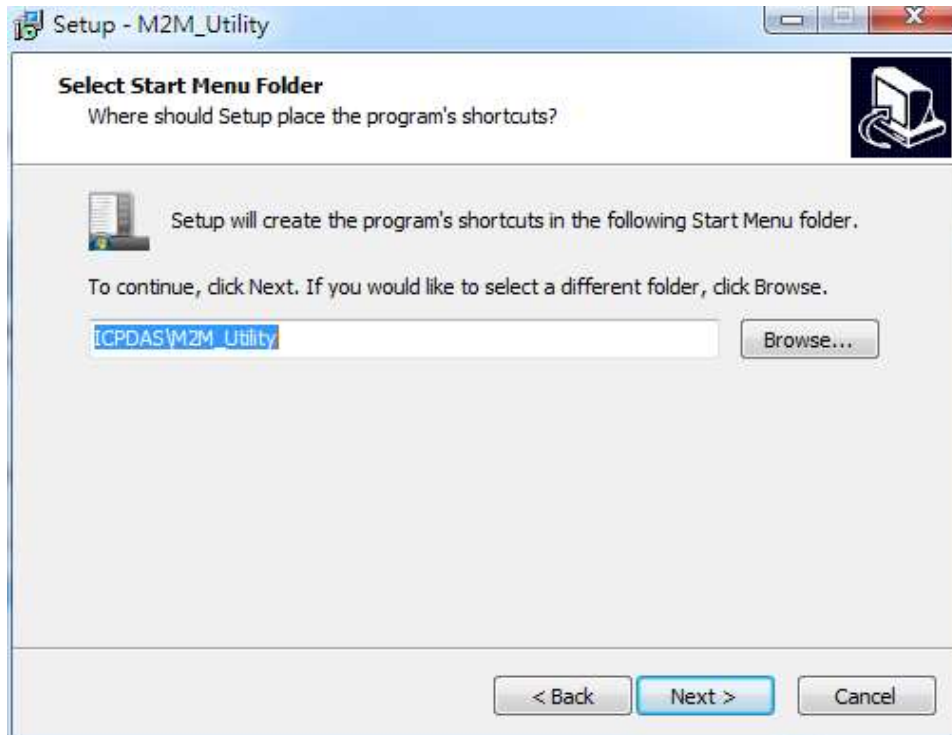 Setup - M2M_Utility
Select Start Menu Folder
Where should Setup place the program's shortcuts?
Setup will create the program's shortcuts in the following Start Menu folder.
To continue, click Next. If you would like to select a different folder, click Browse.
ICPDAS\M2M_Utility
Browse...
< Back
Next >
Cancel